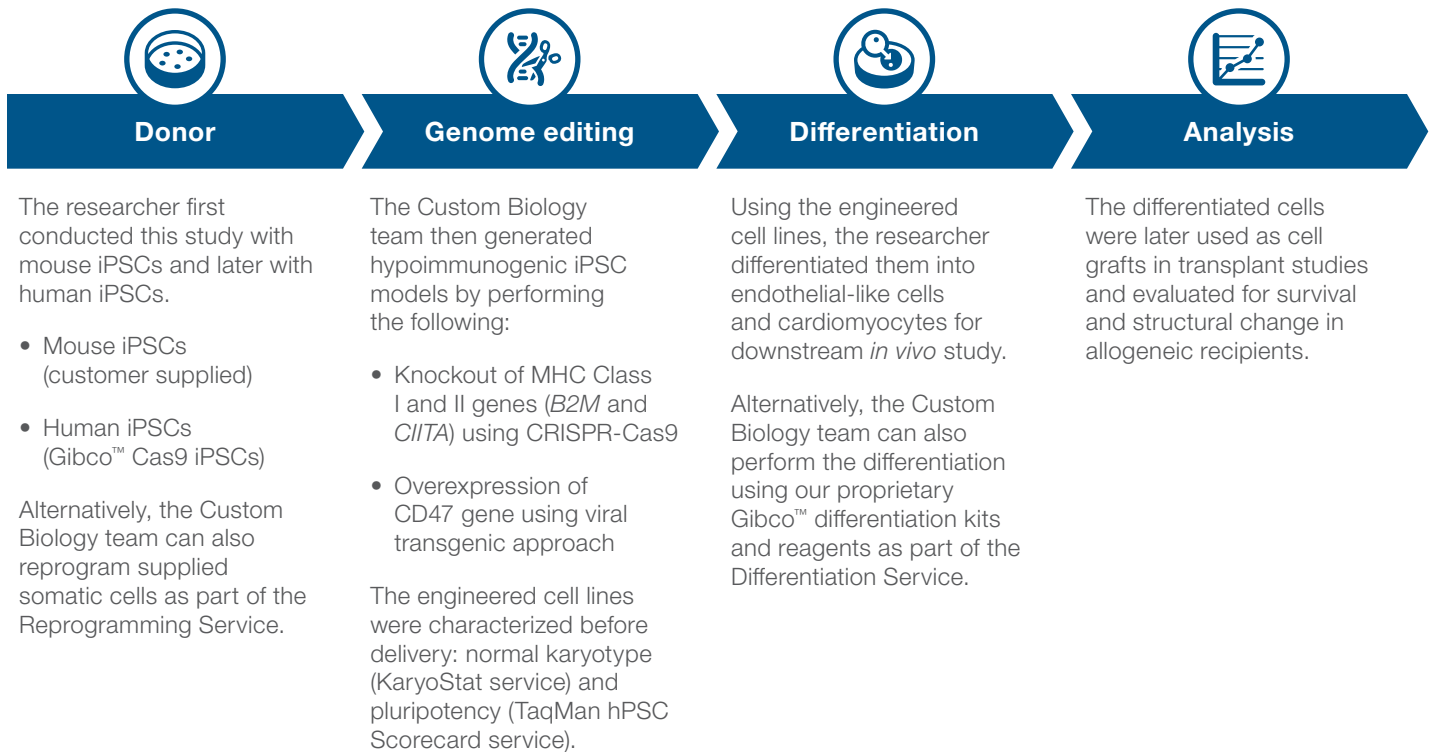 Donor
Genome editing
Differentiation
Analysis
The researcher first
conducted this study with
mouse iPSCs and later with
human iPSCs.
• Mouse iPSCs
(customer supplied)
• Human iPSCs
(Gibco™ Cas9 iPSCs)
Alternatively, the Custom
Biology team can also
reprogram supplied
somatic cells as part of the
Reprogramming Service.
The Custom Biology
team then generated
hypoimmunogenic iPSC
models by performing
the following:
• Knockout of MHC Class
I and II genes (B2M and
CIITA) using CRISPR-Cas9
• Overexpression of
CD47 gene using viral
transgenic approach
The engineered cell lines
were characterized before
delivery: normal karyotype
(KaryoStat service) and
pluripotency (TaqMan hPSC
Scorecard service).
Using the engineered
cell lines, the researcher
differentiated them into
endothelial-like cells
and cardiomyocytes for
downstream in vivo study.
Alternatively, the Custom
Biology team can also
perform the differentiation
using our proprietary
Gibco™ differentiation kits
and reagents as part of the
Differentiation Service.
The differentiated cells
were later used as cell
grafts in transplant studies
and evaluated for survival
and structural change in
allogeneic recipients.